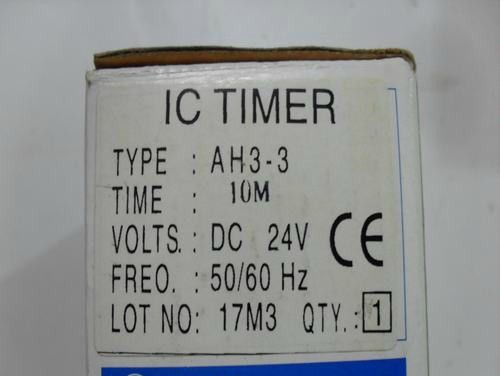 IC TIMER
TYPE : AH3-3
TIME : 10M
VOLTS. : DC 24V
FREQ. : 50/60 Hz
LOT NO: 17M3 QTY. : 1
CE